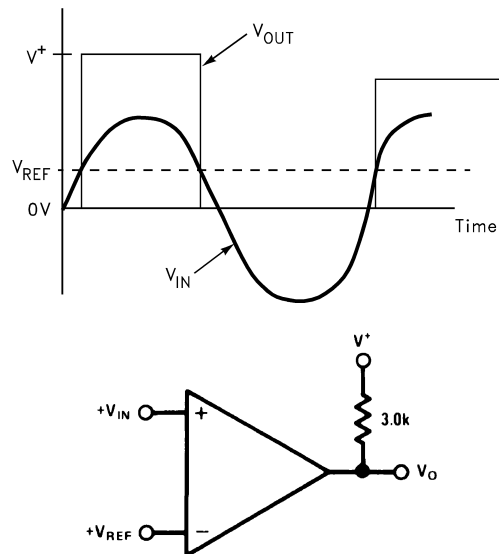 V+
VOUT
VREF
0V
Time
VIN
V+
+VIN
+
3.0k
VO
+VREF
−